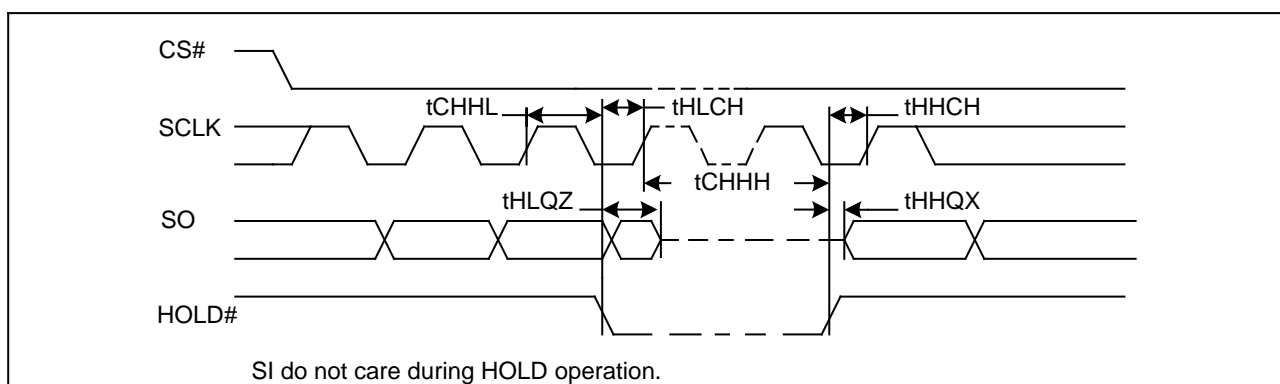 CS#
tCHHL
tHLCH
tHHCH
SCLK
tCHHH
tHLQZ
tHHQX
SO
HOLD#
SI do not care during HOLD operation.